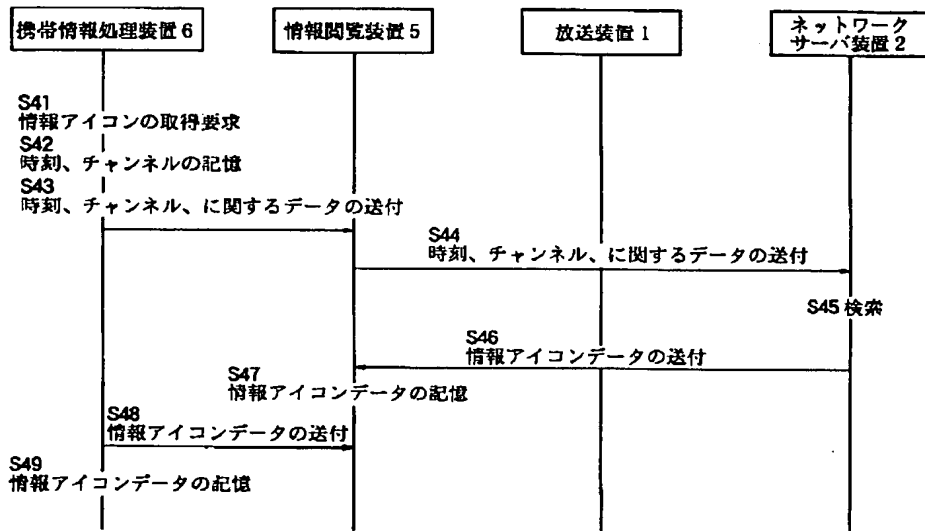 携帯情報処理装置6
情報閲覧装置5
放送装置1
ネットワーク
サーバ装置2
S41
情報アイコンの取得要求
S42
時刻、チャンネルの記憶
S43
時刻、チャンネル、に関するデータの送付
S44
時刻、チャンネル、に関するデータの送付
S45 検索
S46
情報アイコンデータの送付
S47
情報アイコンデータの記憶
S48
情報アイコンデータの送付
S49
情報アイコンデータの記憶